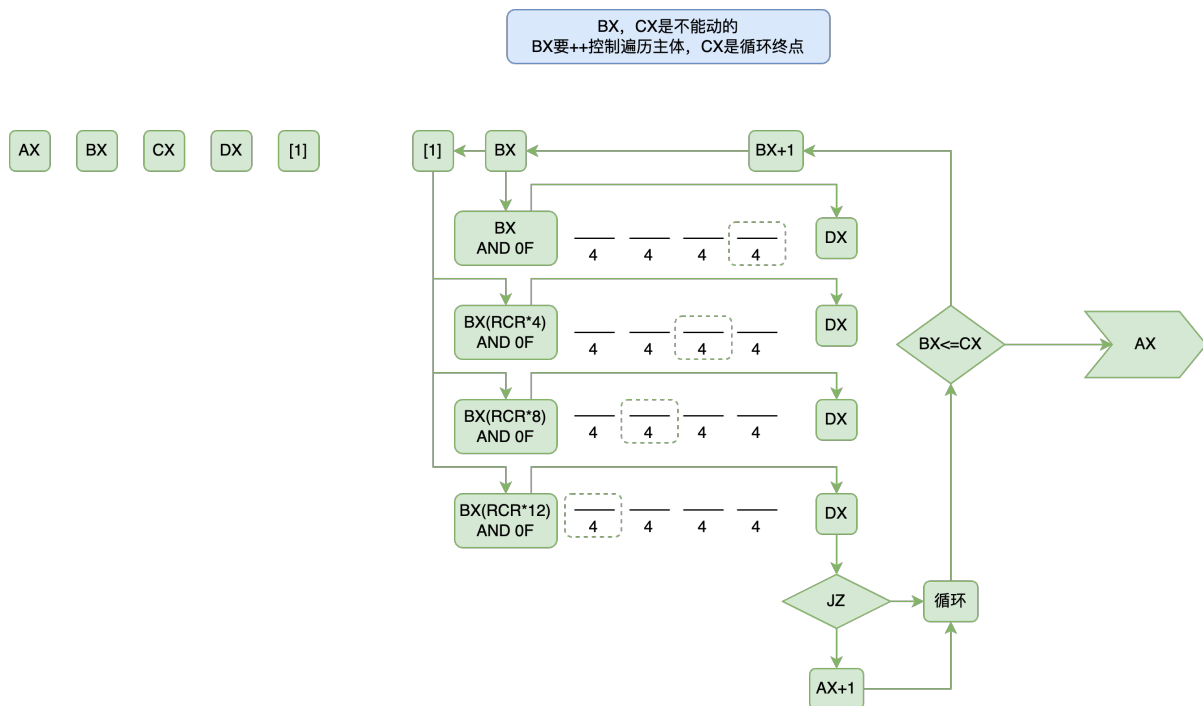 BX，CX是不能动的
BX要++控制遍历主体，CX是循环终点
AX
BX
CX
DX
[1]
[1]
BX
BX+1
BX
AND 0F
4
4
4
4
DX
BX(RCR*4)
AND 0F
4
4
4
4
DX
BX<=CX
AX
BX(RCR*8)
AND 0F
4
4
4
4
DX
BX(RCR*12)
AND 0F
4
4
4
4
DX
JZ
循环
AX+1